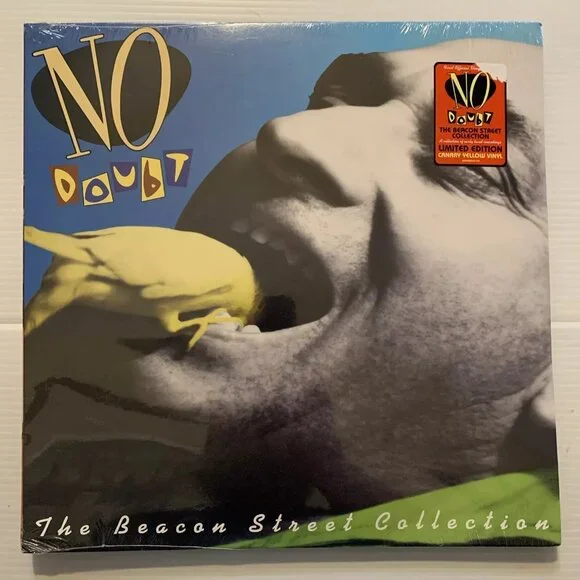 NO
DOUBT
NO
DOUBT
THE BEACON STREET
COLLECTION
LIMITED EDITION
CANARY YELLOW VINYL
The Beacon Street Collection